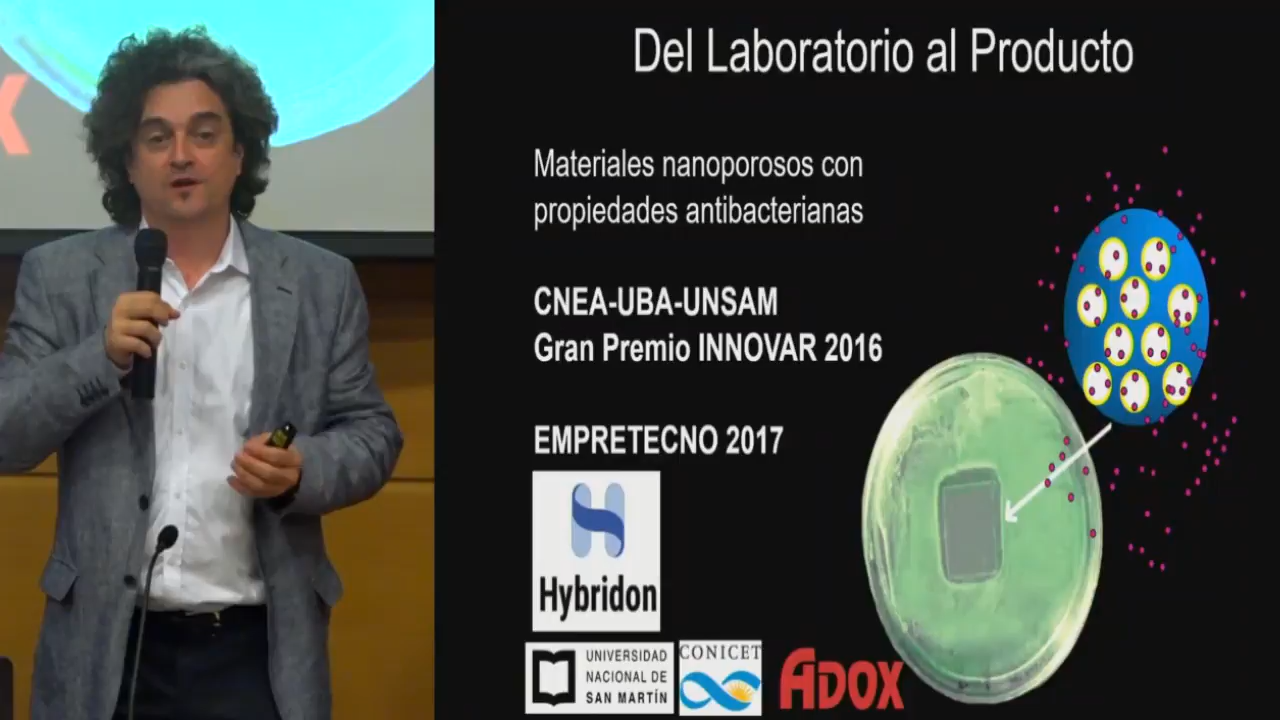 Del Laboratorio al Producto
Materiales nanoporosos con
propiedades antibacterianas
CNEA-UBA-UNSAM
Gran Premio INNOVAR 2016
EMPRETECNO 2017
Hybridon
UNIVERSIDAD
NACIONAL DE
SAN MARTÍN
CONICET
ADOX
X